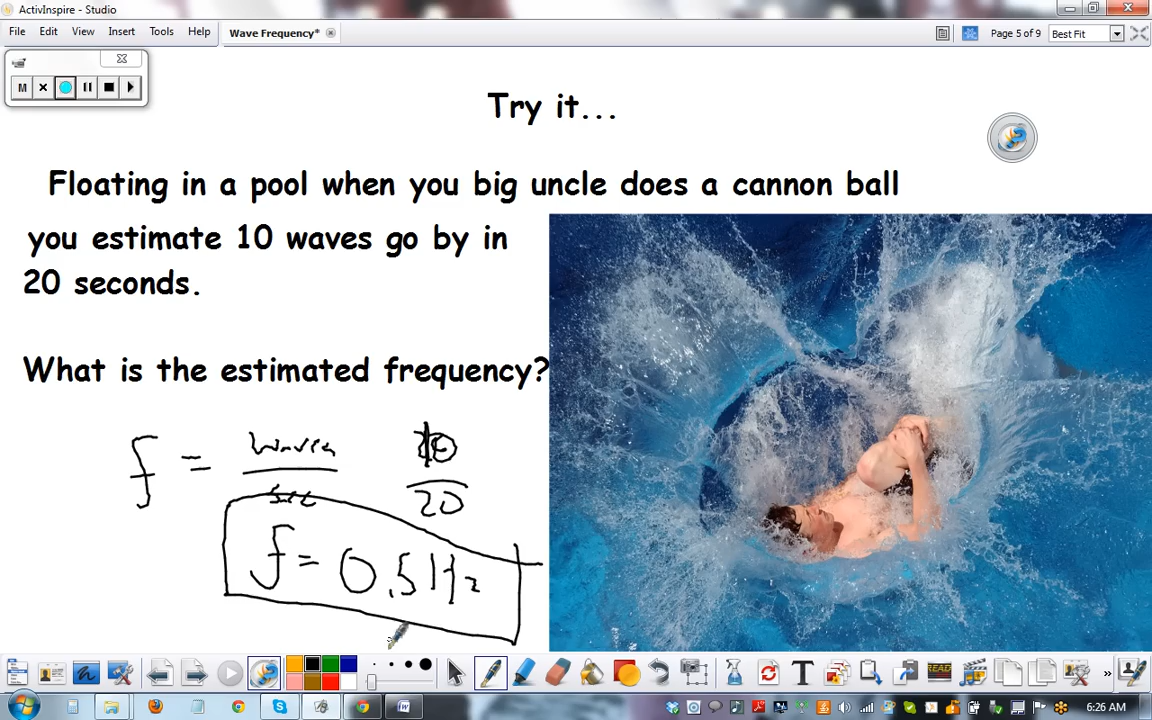 ActivInspire - Studio
File Edit View Insert Tools Help Wave Frequency* Page 5 of 9 Best Fit
M
Try it...
Floating in a pool when you big uncle does a cannon ball
you estimate 10 waves go by in
20 seconds.
What is the estimated frequency?
f = waves 10
sec 20
f = 0.5 Hz
READ
T
6:26 AM